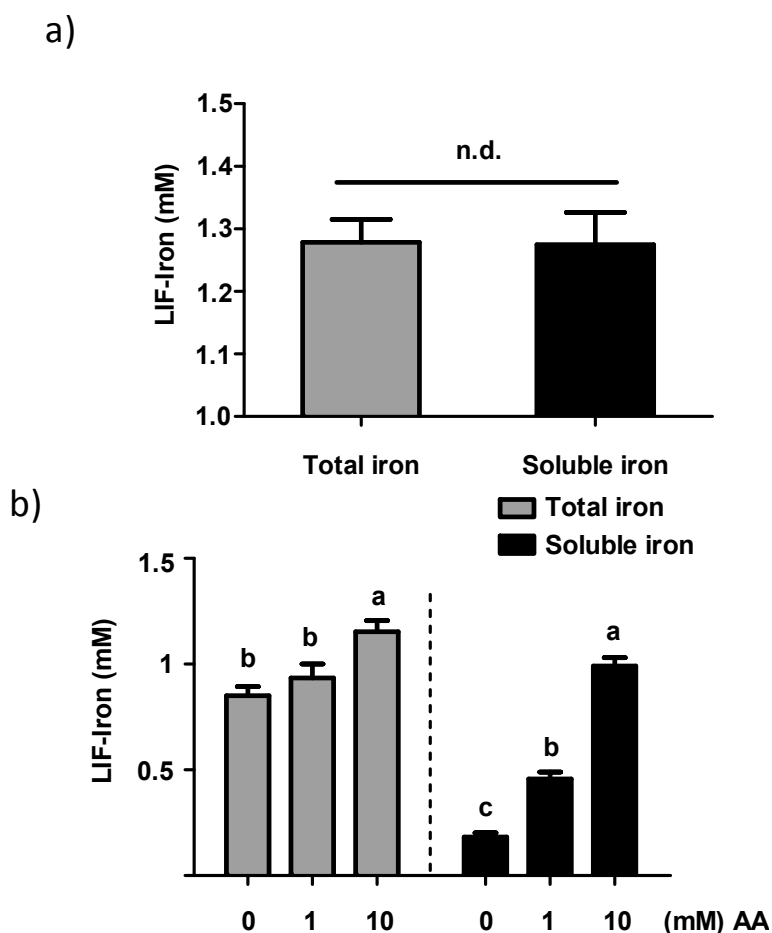 a)
1.5
1.4
1.3
1.2
1.1
1.0
LIF-Iron (mM)
n.d.
Total iron Soluble iron
b)
Total iron
Soluble iron
1.5
1
0.5
LIF-Iron (mM)
b b a
c b a
0 1 10 0 1 10 (mM) AA